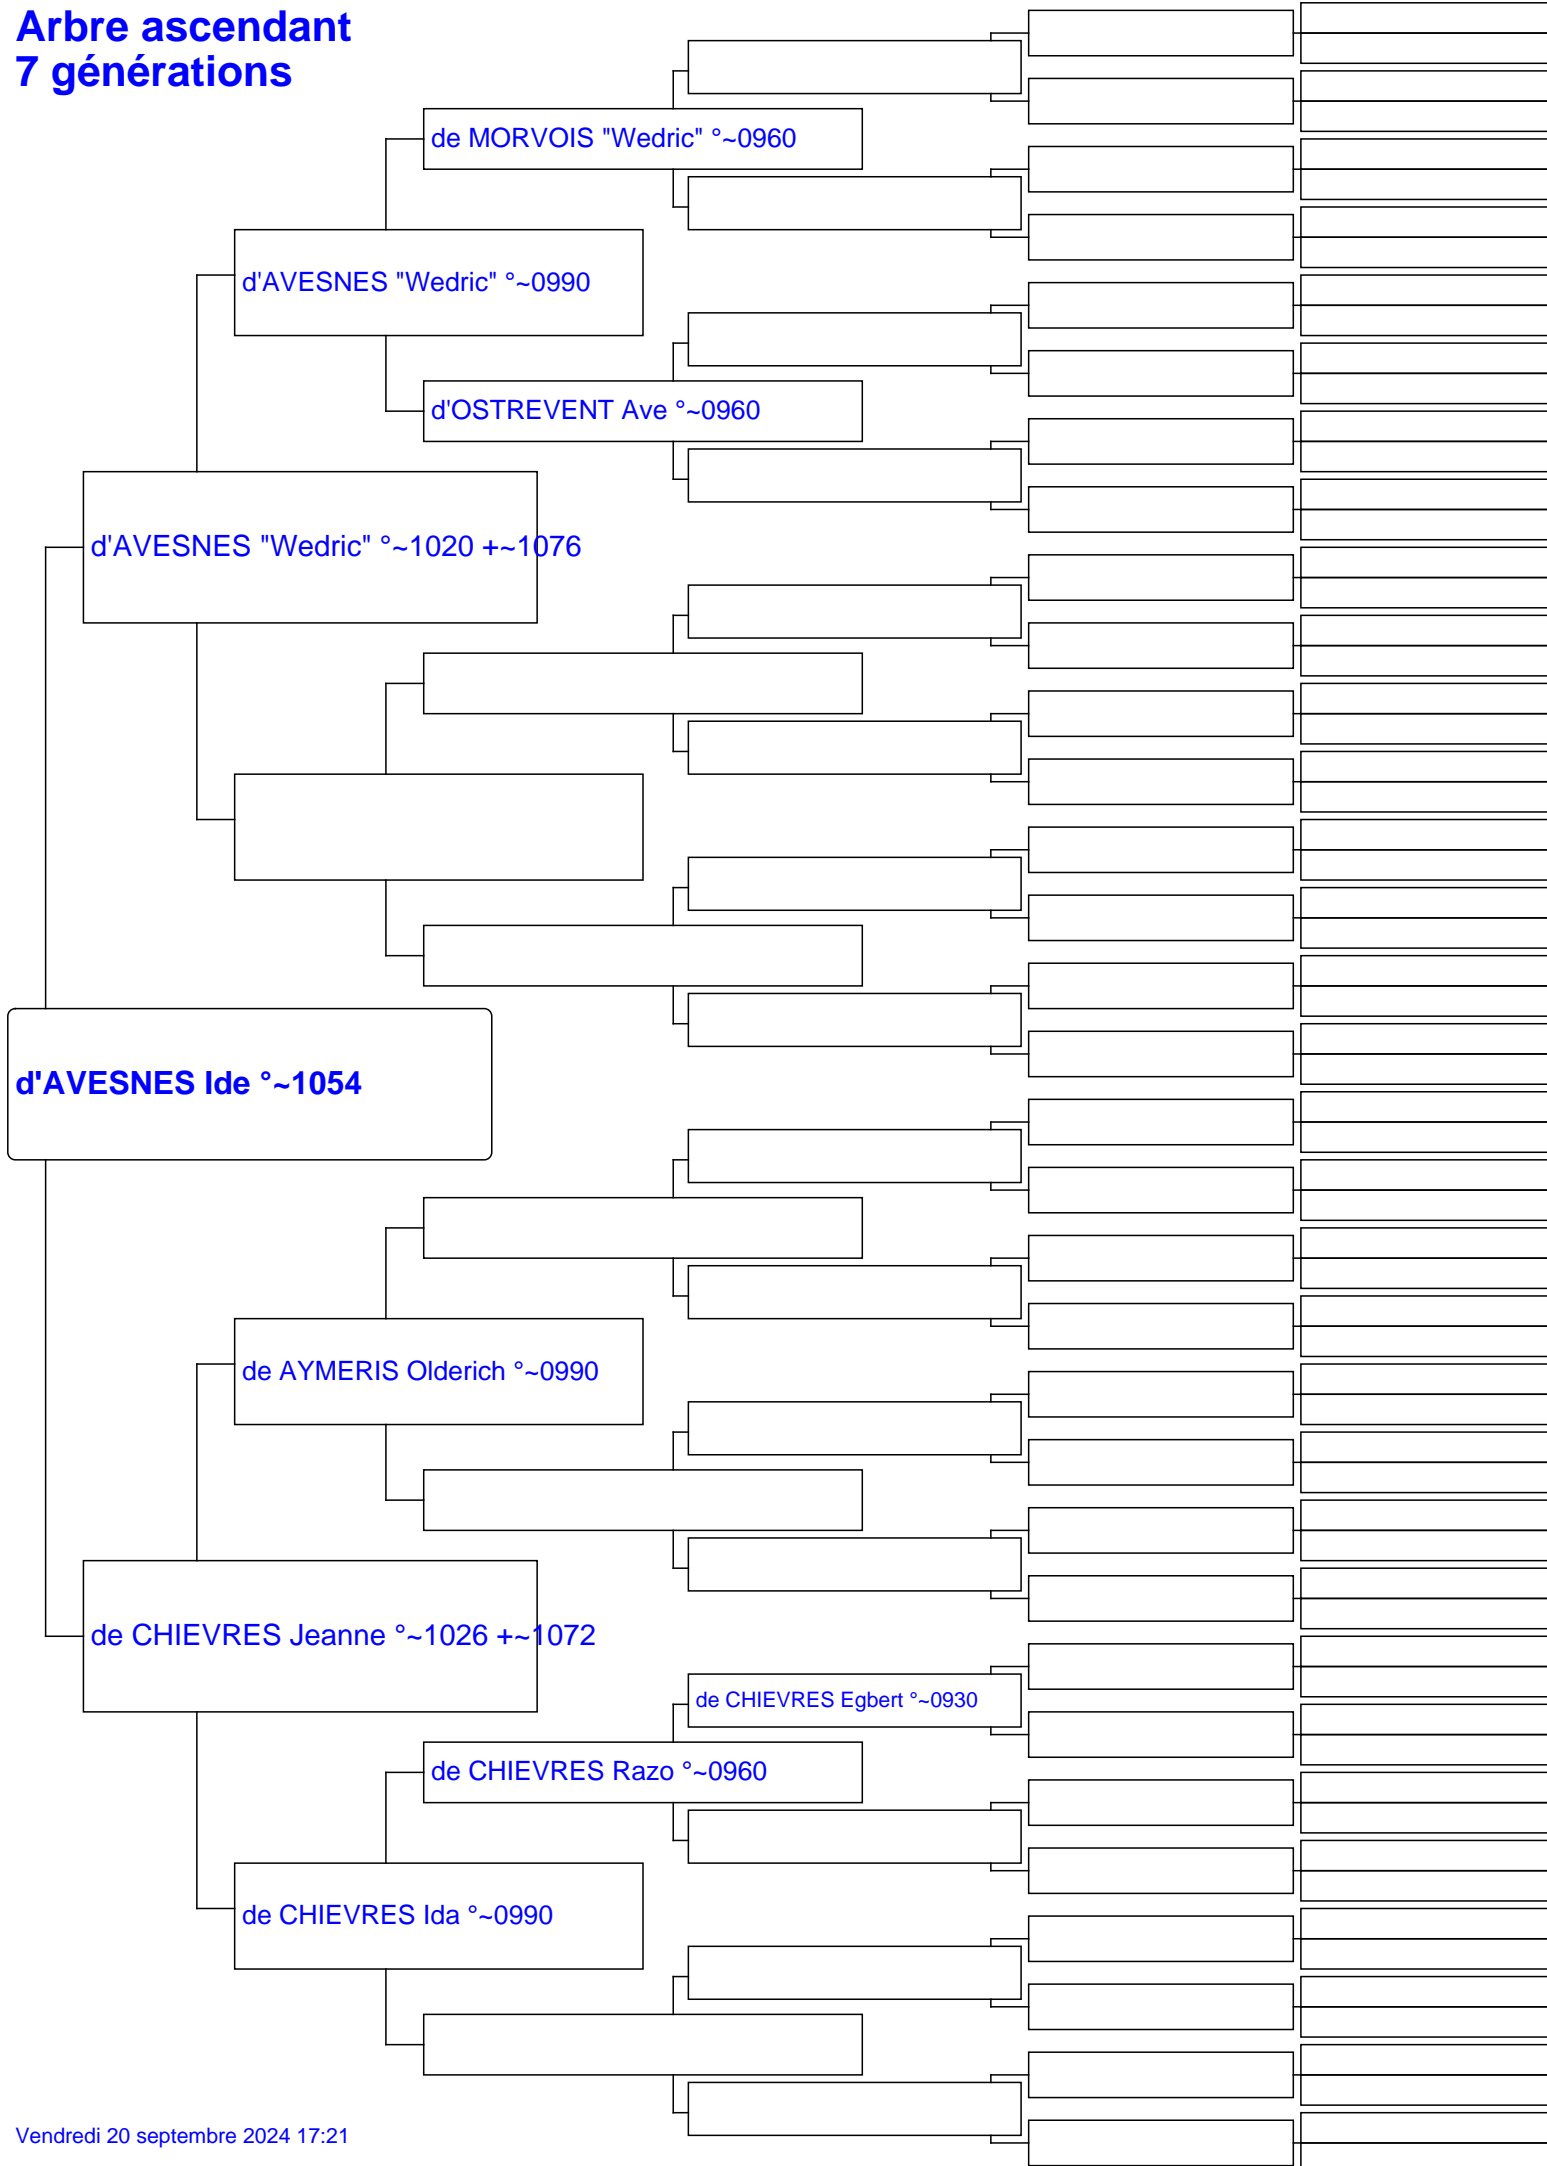 Arbre ascendant
7 générations
de MORVOIS "Wedric" °~0960
d'AVESNES "Wedric" °~0990
d'OSTREVENT Ave °~0960
d'AVESNES "Wedric" °~1020 +~1076
d'AVESNES Ide °~1054
de AYMERIS Olderich °~0990
de CHIEVRES Jeanne °~1026 +~1072
de CHIEVRES Egbert °~0930
de CHIEVRES Razo °~0960
de CHIEVRES Ida °~0990
Vendredi 20 septembre 2024 17:21